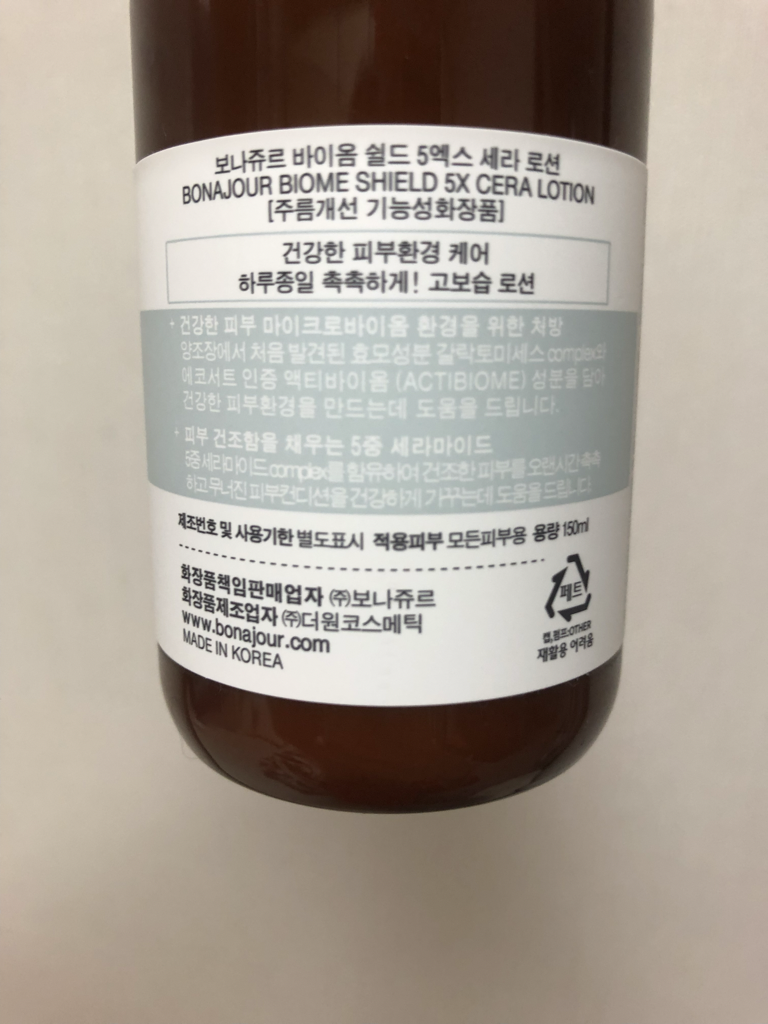 보나쥬르 바이옴 쉴드 5엑스 세라 로션
BONAJOUR BIOME SHIELD 5X CERA LOTION
[주름개선 기능성화장품]
건강한 피부환경 케어
하루종일 촉촉하게! 고보습 로션
+ 건강한 피부 마이크로바이옴 환경을 위한 처방
양조장에서 처음 발견된 효모성분 갈락토미세스 complex와
에코서트 인증 액티바이옴 (ACTIBIOME) 성분을 담아
건강한 피부환경을 만드는데 도움을 드립니다.
+ 피부 건조함을 채우는 5중 세라마이드
5중 세라마이드 complex를 함유하여 건조한 피부를 오랜시간 촉촉
하고 무너진 피부컨디션을 건강하게 가꾸는데 도움을 드립니다.
제조번호 및 사용기한 별도표시 적용피부 모든피부용 용량 150ml
화장품책임판매업자 ㈜보나쥬르
화장품제조업자 ㈜더원코스메틱
www.bonajour.com
MADE IN KOREA
페트
캡,펌프:OTHER
재활용 어려움